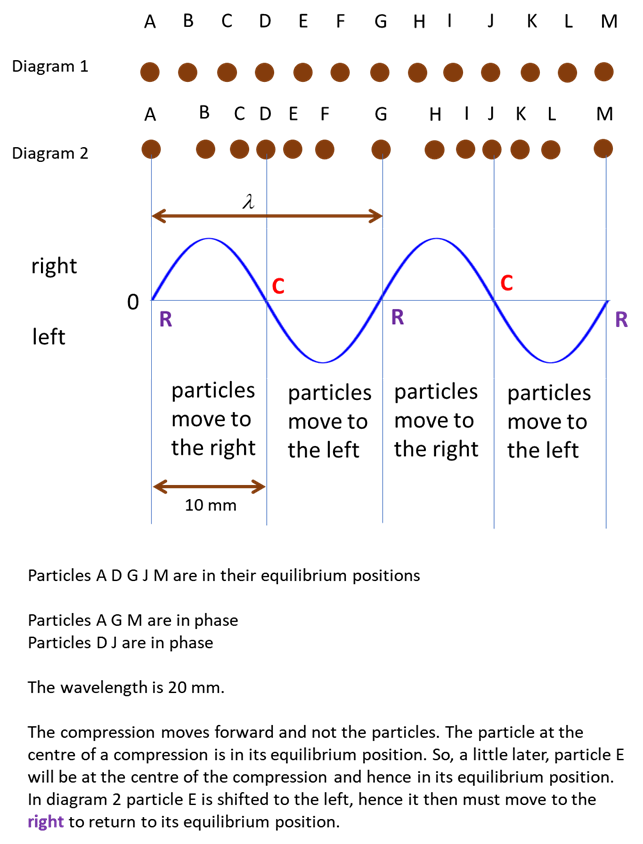 A B C D E F G H I J K L M
Diagram 1
A B C D E F G H I J K L M
Diagram 2
λ
right
C
C
0
R
R
R
left
particles particles particles particles
move to move to move to move to
the right the left the right the left
10 mm
Particles A D G J M are in their equilibrium positions
Particles A G M are in phase
Particles D J are in phase
The wavelength is 20 mm.
The compression moves forward and not the particles. The particle at the
centre of a compression is in its equilibrium position. So, a little later, particle E
will be at the centre of the compression and hence in its equilibrium position.
In diagram 2 particle E is shifted to the left, hence it then must move to the
right to return to its equilibrium position.